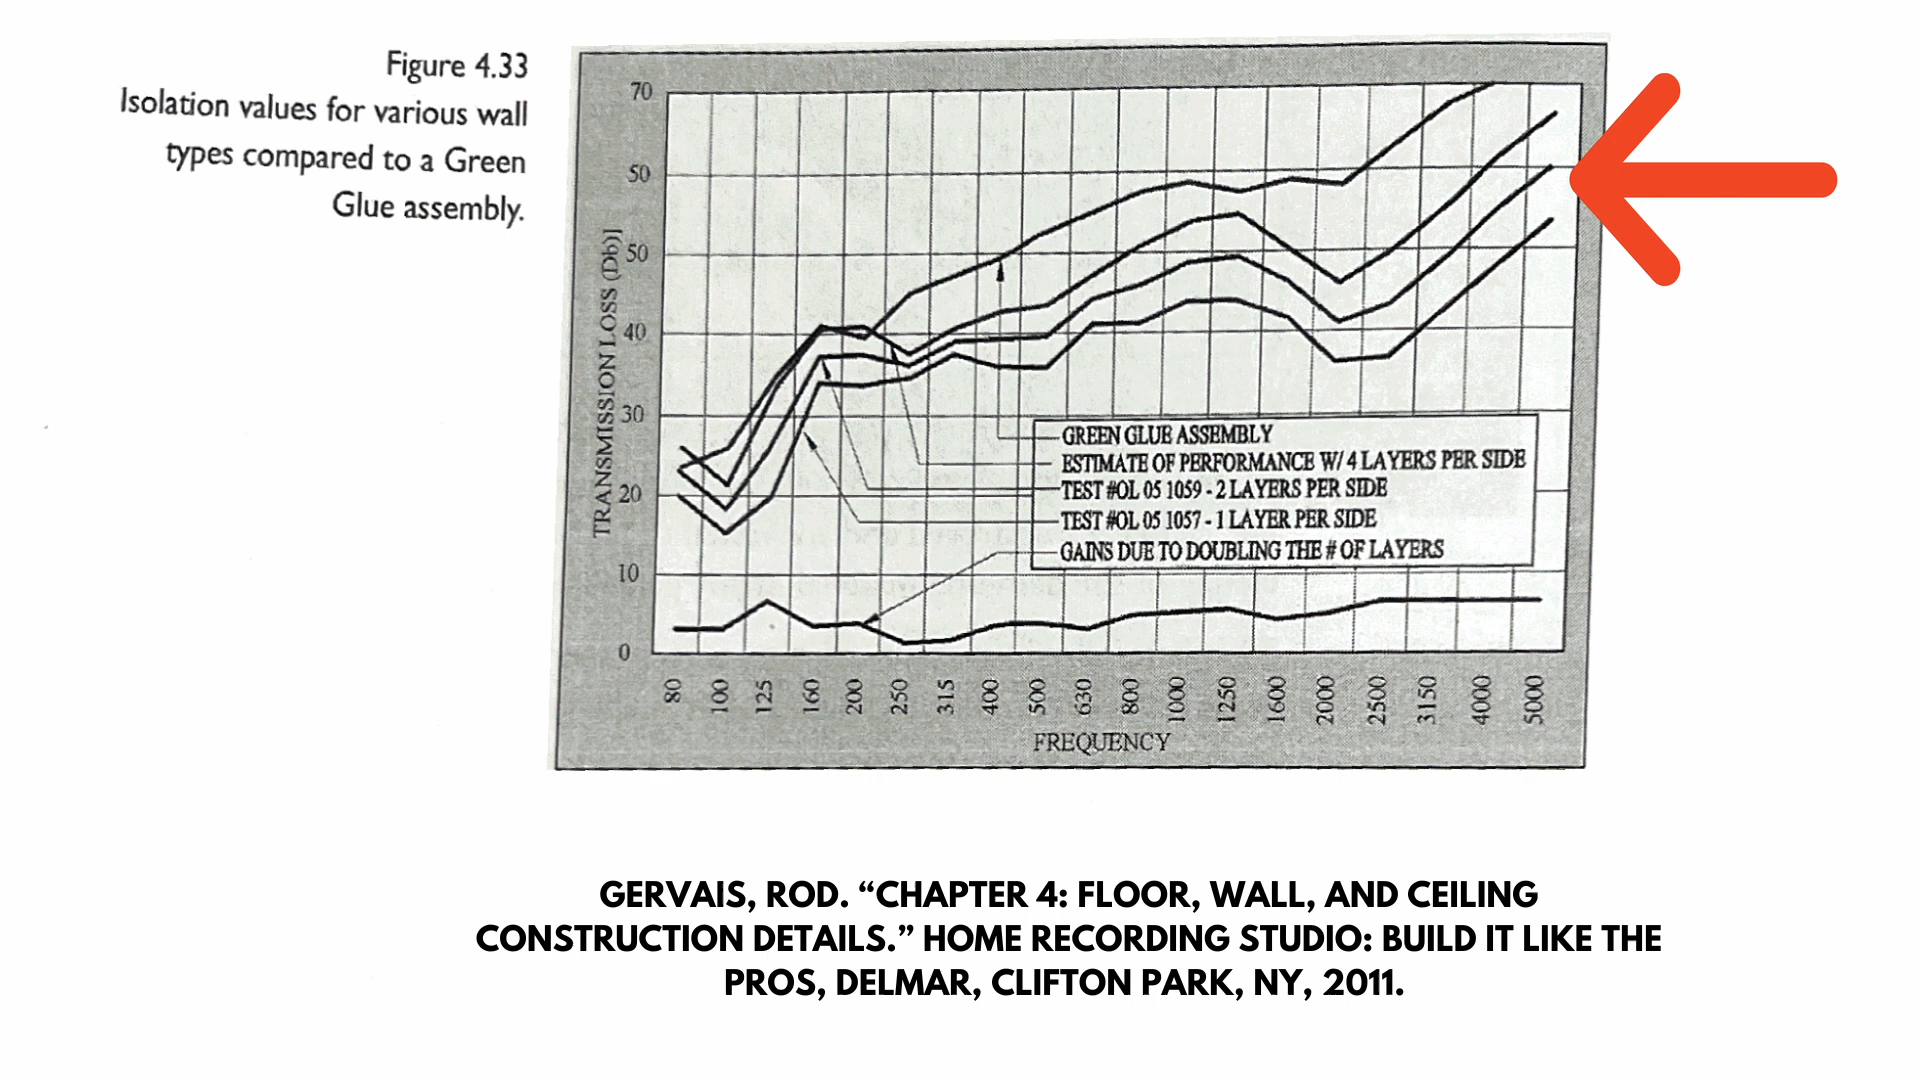 Figure 4.33
Isolation values for various wall
types compared to a Green
Glue assembly.
TRANSMISSION LOSS (Db)]
70
50
50
40
30
20
10
0
GREEN GLUE ASSEMBLY
ESTIMATE OF PERFORMANCE W/ 4 LAYERS PER SIDE
TEST #OL 05 1059 - 2 LAYERS PER SIDE
TEST #OL 05 1057 - 1 LAYER PER SIDE
GAINS DUE TO DOUBLING THE # OF LAYERS
80 100 125 160 200 250 315 400 500 630 800 1000 1250 1600 2000 2500 3150 4000 5000
FREQUENCY
GERVAIS, ROD. “CHAPTER 4: FLOOR, WALL, AND CEILING
CONSTRUCTION DETAILS.” HOME RECORDING STUDIO: BUILD IT LIKE THE
PROS, DELMAR, CLIFTON PARK, NY, 2011.